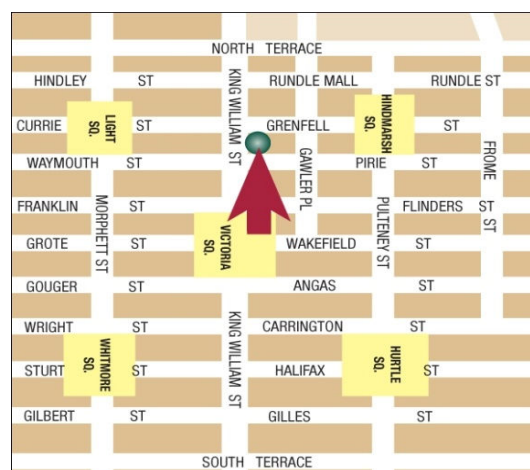 NORTH TERRACE
HINDLEY ST
RUNDLE MALL
RUNDLE ST
KING WILLIAM ST
LIGHT SQ.
HINDMARSH SQ.
CURRIE ST
GRENFELL ST
WAYMOUTH ST
PIRIE ST
GAWLER PL
FROME ST
MORPHETT ST
FRANKLIN ST
FLINDERS ST
PULTENEY ST
VICTORIA SQ.
GROTE ST
WAKEFIELD ST
GOUGER ST
ANGAS ST
KING WILLIAM ST
WRIGHT ST
CARRINGTON ST
WHITMORE SQ.
HURTLE SQ.
STURT ST
HALIFAX ST
GILBERT ST
GILLES ST
SOUTH TERRACE